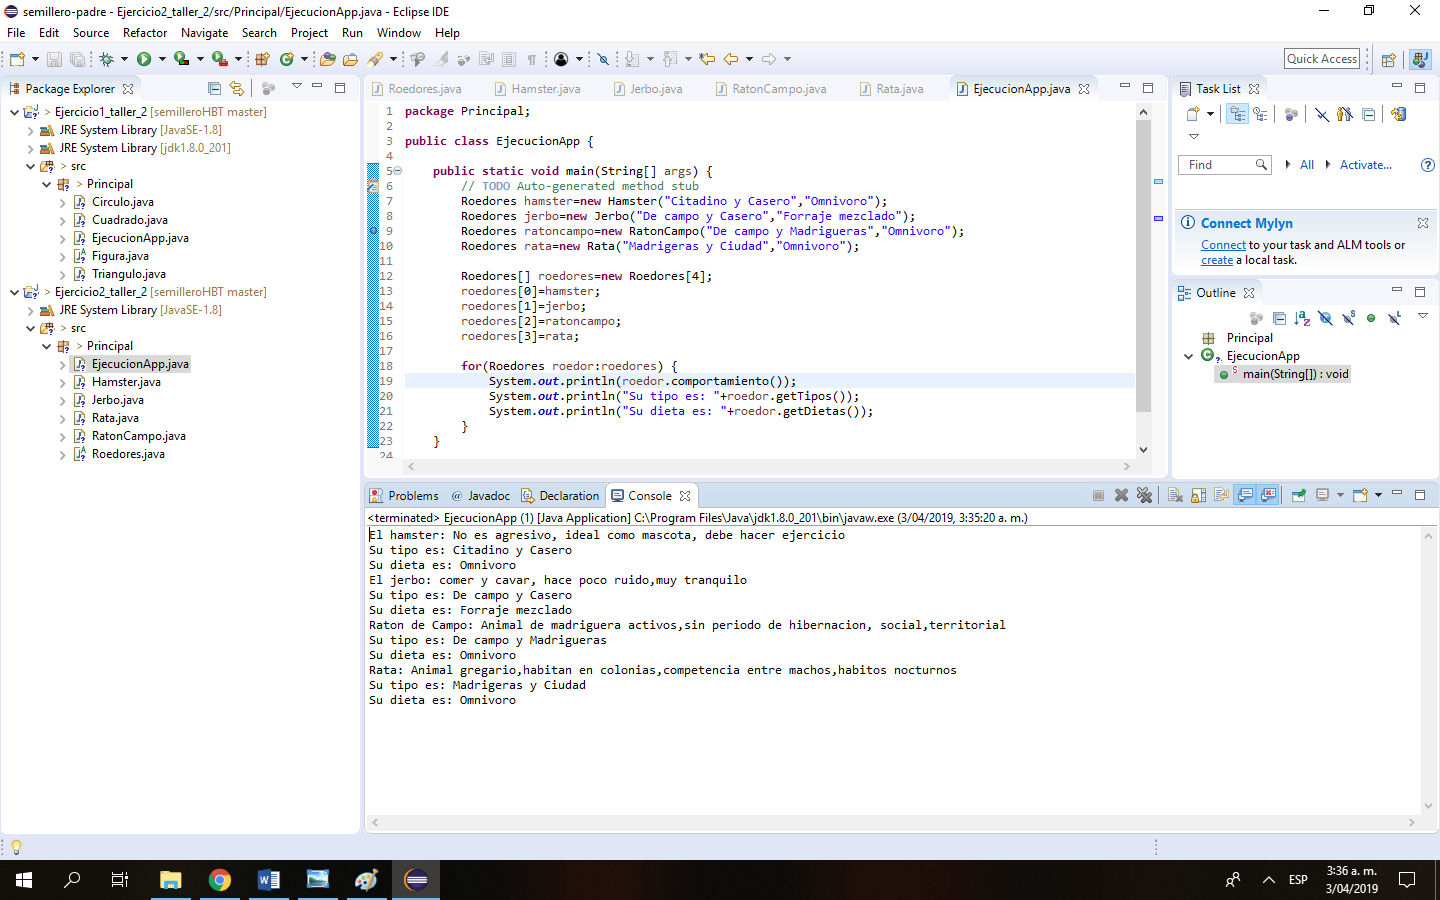 semillero-padre - Ejercicio2_taller_2/src/Principal/EjecucionApp.java - Eclipse IDE
File Edit Source Refactor Navigate Search Project Run Window Help
Quick Access
Package Explorer
> Ejercicio1_taller_2 [semilleroHBT master]
JRE System Library [JavaSE-1.8]
JRE System Library [jdk1.8.0_201]
> src
> Principal
Circulo.java
Cuadrado.java
EjecucionApp.java
Figura.java
Triangulo.java
> Ejercicio2_taller_2 [semilleroHBT master]
JRE System Library [JavaSE-1.8]
> src
> Principal
EjecucionApp.java
Hamster.java
Jerbo.java
Rata.java
RatonCampo.java
Roedores.java
Roedores.java Hamster.java Jerbo.java RatonCampo.java Rata.java EjecucionApp.java
1 package Principal;
2
3 public class EjecucionApp {
4
5 public static void main(String[] args) {
6 // TODO Auto-generated method stub
7 Roedores hamster=new Hamster("Citadino y Casero","Omnivoro");
8 Roedores jerbo=new Jerbo("De campo y Casero","Forraje mezclado");
9 Roedores ratoncampo=new RatonCampo("De campo y Madrigueras","Omnivoro");
10 Roedores rata=new Rata("Madrigeras y Ciudad","Omnivoro");
11
12 Roedores[] roedores=new Roedores[4];
13 roedores[0]=hamster;
14 roedores[1]=jerbo;
15 roedores[2]=ratoncampo;
16 roedores[3]=rata;
17
18 for(Roedores roedor:roedores) {
19 System.out.println(roedor.comportamiento());
20 System.out.println("Su tipo es: "+roedor.getTipos());
21 System.out.println("Su dieta es: "+roedor.getDietas());
22 }
23 }
24
Task List
Find All Activate...
Connect Mylyn
Connect to your task and ALM tools or
create a local task.
Outline
Principal
EjecucionApp
main(String[]) : void
Problems @ Javadoc Declaration Console
<terminated> EjecucionApp (1) [Java Application] C:\Program Files\Java\jdk1.8.0_201\bin\javaw.exe (3/04/2019, 3:35:20 a. m.)
El hamster: No es agresivo, ideal como mascota, debe hacer ejercicio
Su tipo es: Citadino y Casero
Su dieta es: Omnivoro
El jerbo: comer y cavar, hace poco ruido,muy tranquilo
Su tipo es: De campo y Casero
Su dieta es: Forraje mezclado
Raton de Campo: Animal de madriguera activos,sin periodo de hibernacion, social,territorial
Su tipo es: De campo y Madrigueras
Su dieta es: Omnivoro
Rata: Animal gregario,habitan en colonias,competencia entre machos,habitos nocturnos
Su tipo es: Madrigeras y Ciudad
Su dieta es: Omnivoro
ESP
3:36 a. m.
3/04/2019